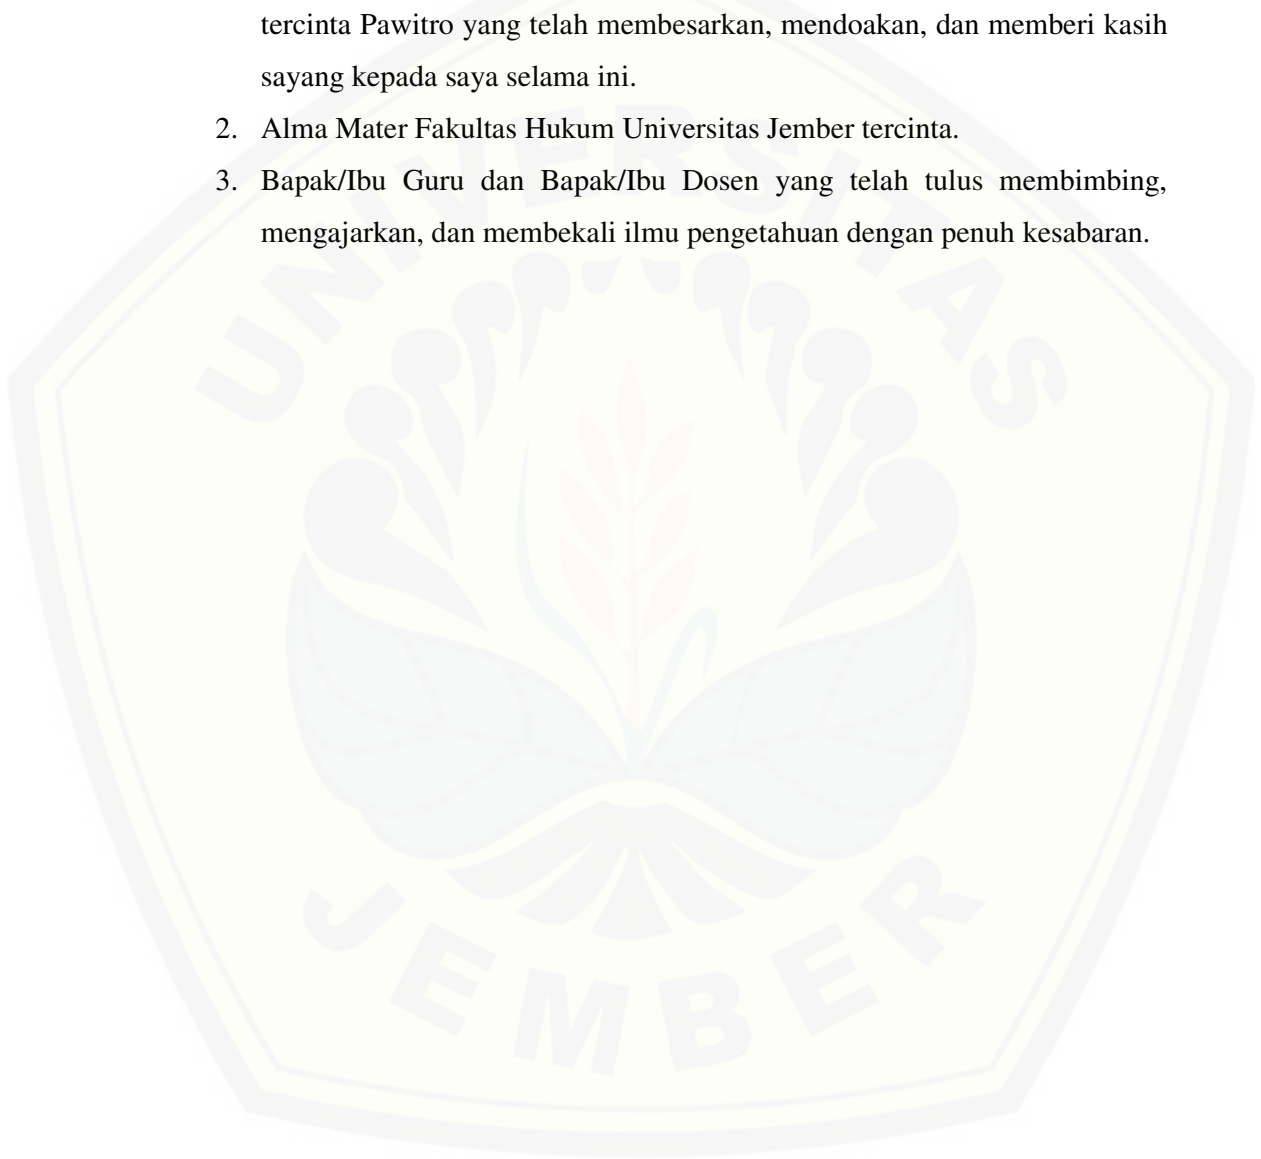 tercinta Pawitro yang telah membesarkan, mendoakan, dan memberi kasih
sayang kepada saya selama ini.
2. Alma Mater Fakultas Hukum Universitas Jember tercinta.
3. Bapak/Ibu Guru dan Bapak/Ibu Dosen yang telah tulus membimbing,
mengajarkan, dan membekali ilmu pengetahuan dengan penuh kesabaran.
UNIVERSITAS
JEMBER